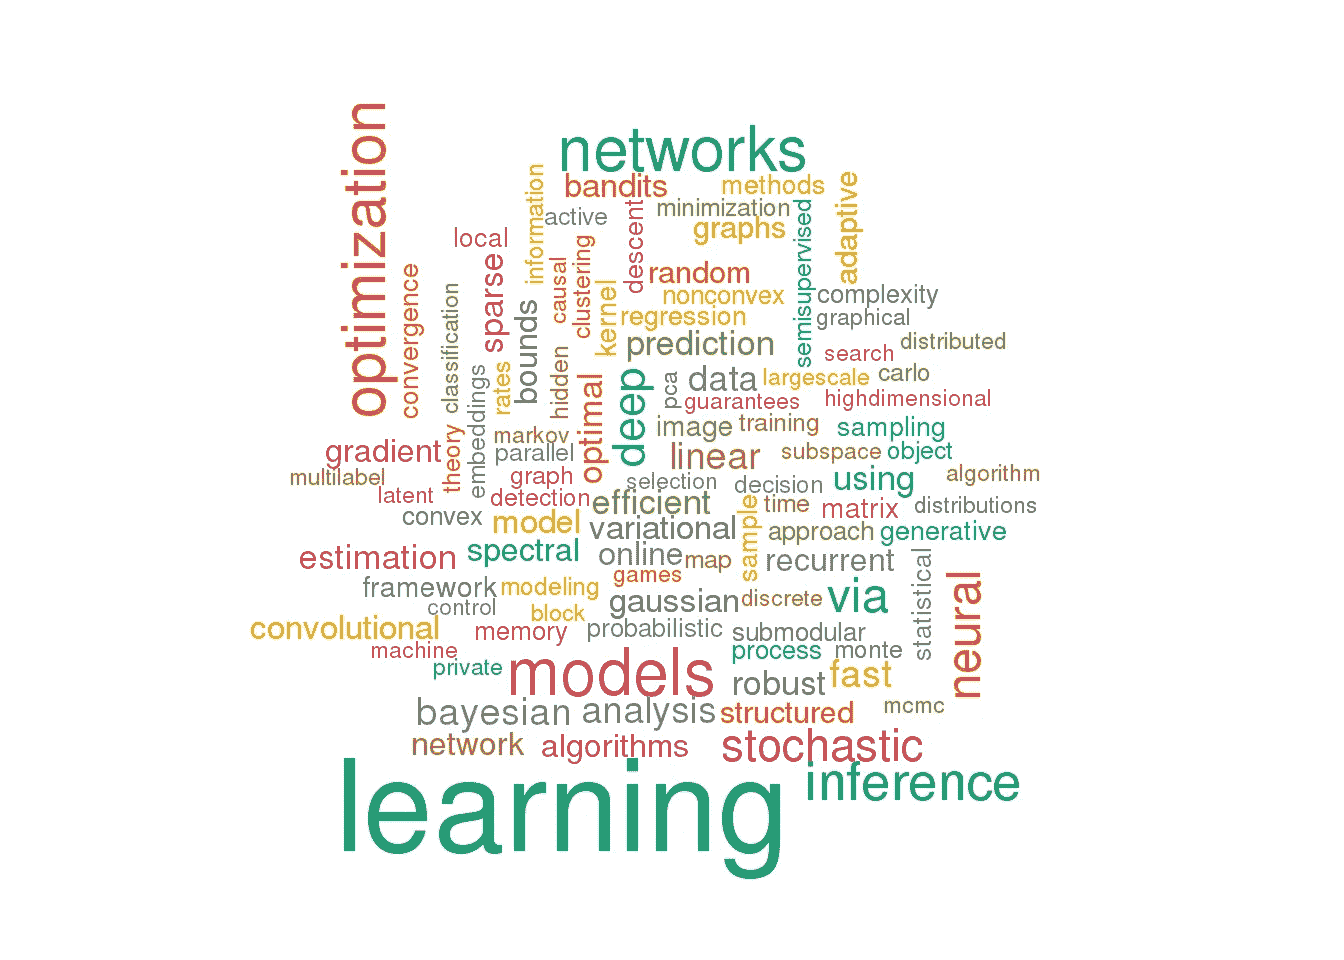 optimization
networks
bandits
methods
information
adaptive
active
minimization
descent
semisupervised
graphs
local
clustering
sparse
causal
random
convergence
kernel
nonconvex
complexity
classification
bounds
regression
graphical
prediction
distributed
search
hidden
rates
embeddings
optimal
deep
pca
data
largescale
carlo
guarantees
highdimensional
image
training
sampling
markov
gradient
theory
parallel
linear
subspace
object
multilabel
graph
selection
decision
using
algorithm
latent
detection
efficient
sample
time
matrix
distributions
convex
model
variational
approach
generative
estimation
spectral
online
map
recurrent
statistical
neural
framework
modeling
games
control
block
gaussian
discrete
via
convolutional
memory
probabilistic
submodular
machine
process
monte
private
models
robust
fast
bayesian
analysis
structured
mcmc
network
algorithms
stochastic
learning
inference